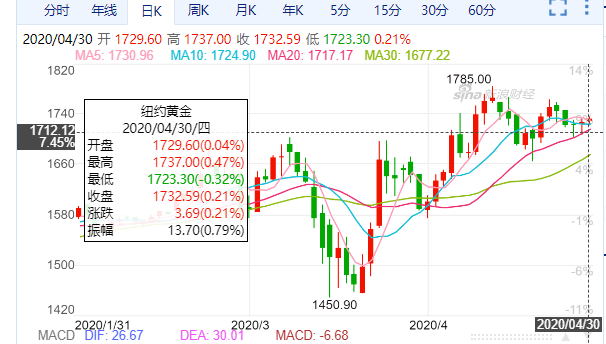 分时 年线 日K 周K 月K 年K 5分 15分 30分 60分
2020/04/30 开 1729.60 高 1737.00 收 1732.59 低 1723.30 0.21%
MA5: 1730.96 MA10: 1724.90 MA20: 1717.17 MA30: 1677.22
1820 14%
1785.00
sina 新浪财经
1740 9%
1712.12
7.45%
1660 4%
1580 -1%
1500 -6%
1420 -11%
纽约黄金
2020/04/30/四
开盘 1729.60(0.04%)
最高 1737.00(0.47%)
最低 1723.30(-0.32%)
收盘 1732.59(0.21%)
涨跌 3.69(0.21%)
振幅 13.70(0.79%)
1450.90
2020/1/31 2020/3 2020/4 2020/04/30
MACD DIF: 26.67 DEA: 30.01 MACD: -6.68